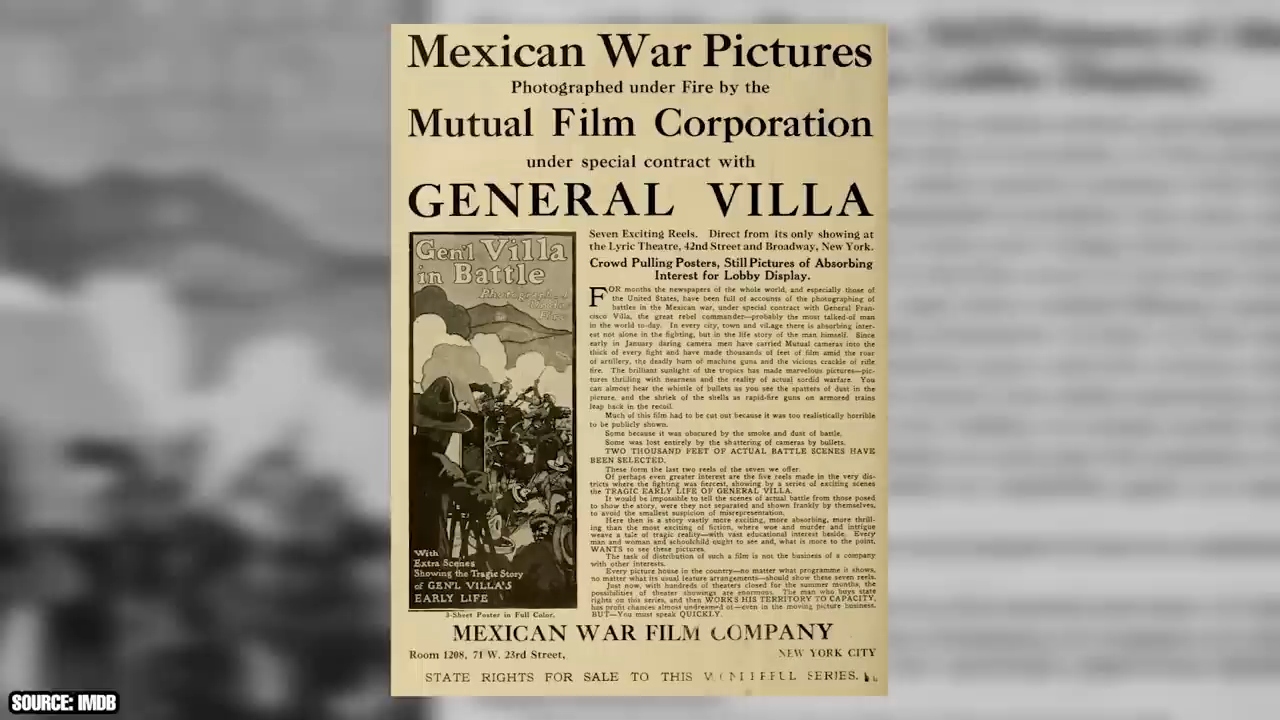 Mexican War Pictures
Photographed under Fire by the
Mutual Film Corporation
under special contract with
GENERAL VILLA
Gen'l Villa
in Battle
Photographed
Under
Fire
With
Extra Scenes
Showing the Tragic Story
of GEN'L VILLA'S
EARLY LIFE
3-Sheet Poster in Full Color.
Seven Exciting Reels. Direct from its only showing at
the Lyric Theatre, 42nd Street and Broadway, New York.
Crowd Pulling Posters, Still Pictures of Absorbing
Interest for Lobby Display.
FOR months the newspapers of the whole world, and especially those of
the United States, have been full of accounts of the photographing of
battles in the Mexican war, under special contract with General Fran-
cisco Villa, the great rebel commander—probably the most talked-of man
in the world to-day. In every city, town and village there is absorbing inter-
est not alone in the fighting, but in the life story of the man himself. Since
early in January daring camera men have carried Mutual cameras into the
thick of every fight and have made thousands of feet of film amid the roar
of artillery, the deadly hum of machine guns and the vicious crackle of rifle
fire. The brilliant sunlight of the tropics has made marvelous pictures—pic-
tures thrilling with nearness and the reality of actual sordid warfare. You
can almost hear the whistle of bullets as you see the spatters of dust in the
picture, and the shriek of the shells as rapid-fire guns on armored trains
leap back in the recoil.
Much of this film had to be cut out because it was too realistically horrible
to be publicly shown.
Some because it was obscured by the smoke and dust of battle.
Some was lost entirely by the shattering of cameras by bullets.
TWO THOUSAND FEET OF ACTUAL BATTLE SCENES HAVE
BEEN SELECTED.
These form the last two reels of the seven we offer.
Of perhaps even greater interest are the five reels made in the very dis-
tricts where the fighting was fiercest, showing by a series of exciting scenes
the TRAGIC EARLY LIFE OF GENERAL VILLA.
It would be impossible to tell the scenes of actual battle from those posed
to show the story, were they not separated and shown frankly by themselves,
to avoid the smallest suspicion of misrepresentation.
Here then is a story vastly more exciting, more absorbing, more thrill-
ing than the most exciting of fiction, where woe and murder and intrigue
weave a tale of tragic reality—with vast educational interest beside. Every
man and woman and schoolchild ought to see and, what is more to the point,
WANTS to see these pictures.
The task of distribution of such a film is not the business of a company
with other interests.
Every picture house in the country—no matter what programme it shows,
no matter what its usual feature arrangements—should show these seven reels.
Just now, with hundreds of theaters closed for the summer months, the
possibilities of theater showings are enormous. The man who buys state
rights on this series, and then WORKS HIS TERRITORY TO CAPACITY,
has profit chances almost undreamed of—even in the moving picture business.
BUT—You must speak QUICKLY.
MEXICAN WAR FILM COMPANY
Room 1208, 71 W. 23rd Street,
NEW YORK CITY
STATE RIGHTS FOR SALE TO THIS SERIES.
SOURCE: IMDB